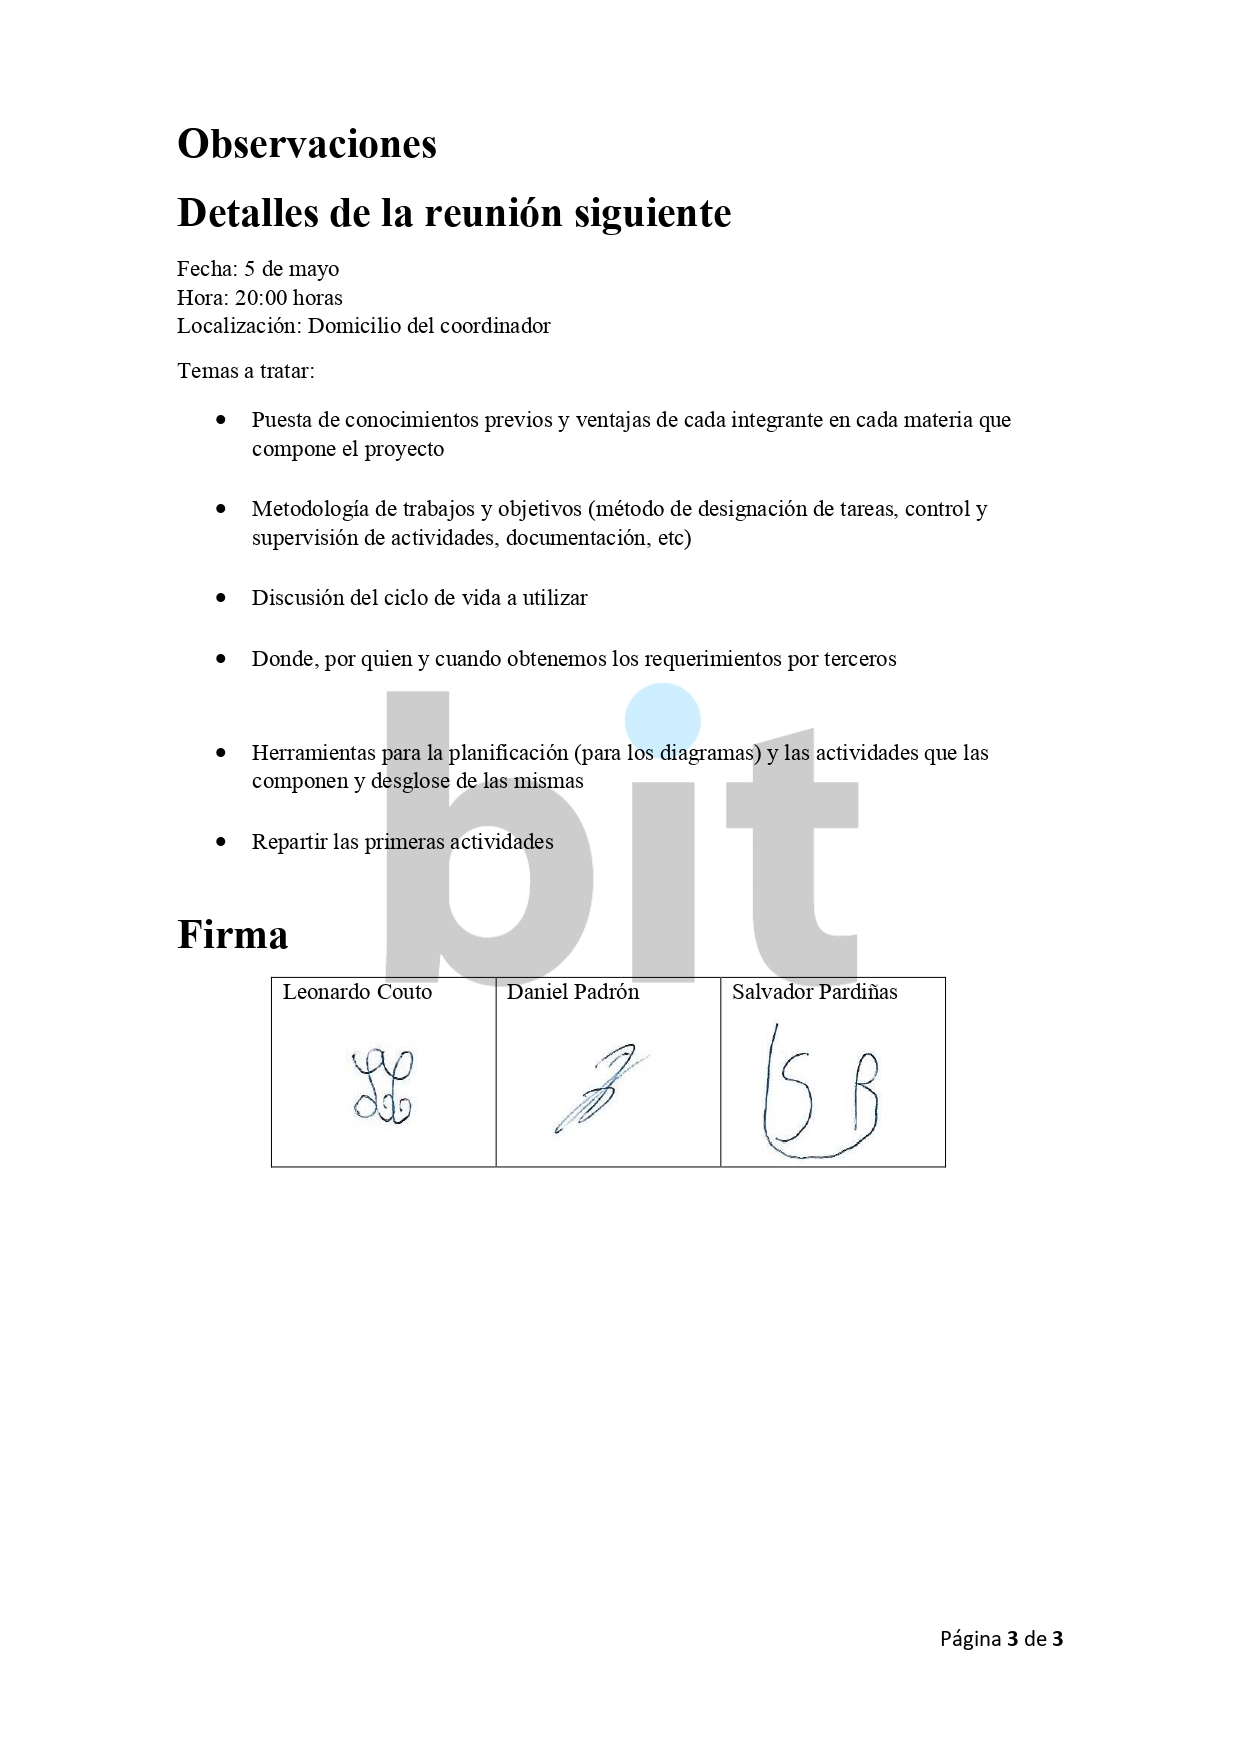 Observaciones
Detalles de la reunión siguiente
Fecha: 5 de mayo
Hora: 20:00 horas
Localización: Domicilio del coordinador
Temas a tratar:
• Puesta de conocimientos previos y ventajas de cada integrante en cada materia que
compone el proyecto
• Metodología de trabajos y objetivos (método de designación de tareas, control y
supervisión de actividades, documentación, etc)
• Discusión del ciclo de vida a utilizar
• Donde, por quien y cuando obtenemos los requerimientos por terceros
• Herramientas para la planificación (para los diagramas) y las actividades que las
componen y desglose de las mismas
• Repartir las primeras actividades
bit
Firma
Leonardo Couto Daniel Padrón Salvador Pardiñas
Página 3 de 3